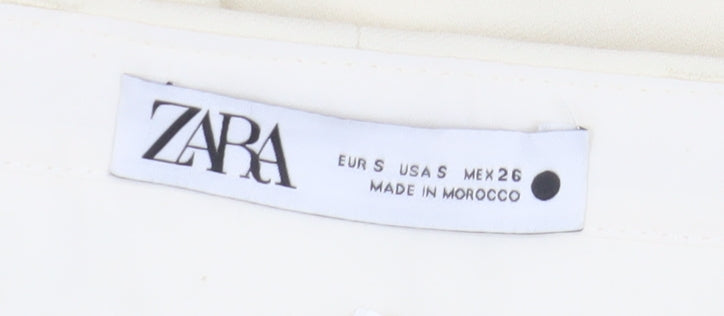 ZARA
EUR S USA S MEX 26
MADE IN MOROCCO